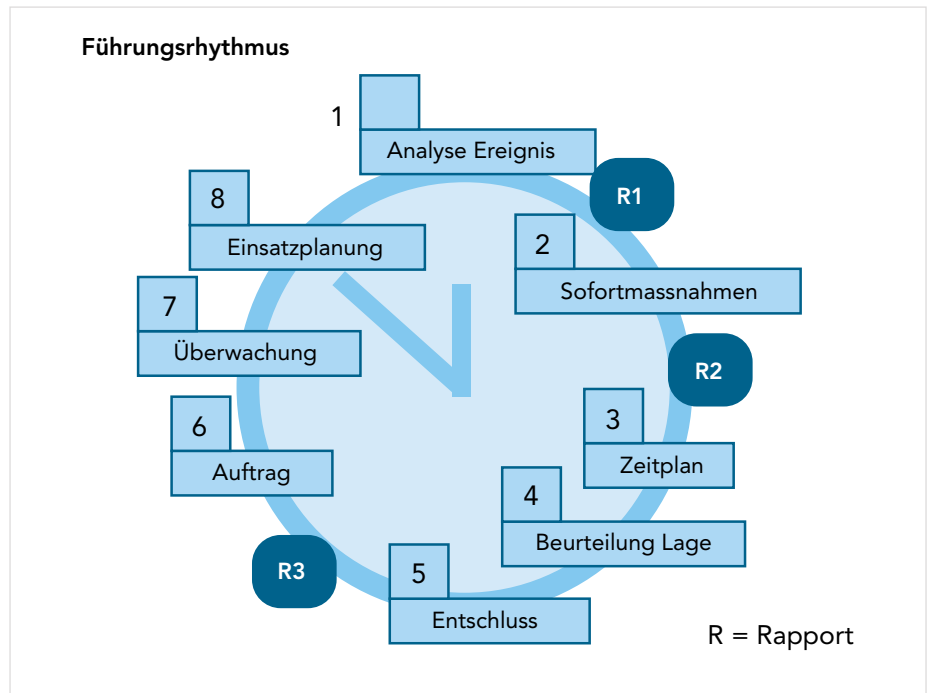 Führungsrhythmus
1
Analyse Ereignis
R1
2
Sofortmassnahmen
R2
3
Zeitplan
4
Beurteilung Lage
5
Entschluss
R3
6
Auftrag
7
Überwachung
8
Einsatzplanung
R = Rapport